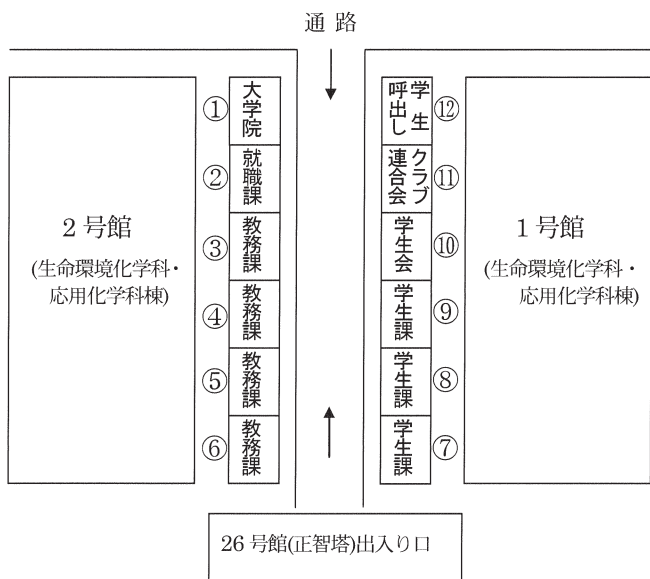 通路
2号館
(生命環境化学科・
応用化学科棟)
① 大学院
② 就職課
③ 教務課
④ 教務課
⑤ 教務課
⑥ 教務課
学生呼出し ⑫
クラブ連合会 ⑪
学生会 ⑩
学生課 ⑨
学生課 ⑧
学生課 ⑦
1号館
(生命環境化学科・
応用化学科棟)
26号館(正智塔)出入り口